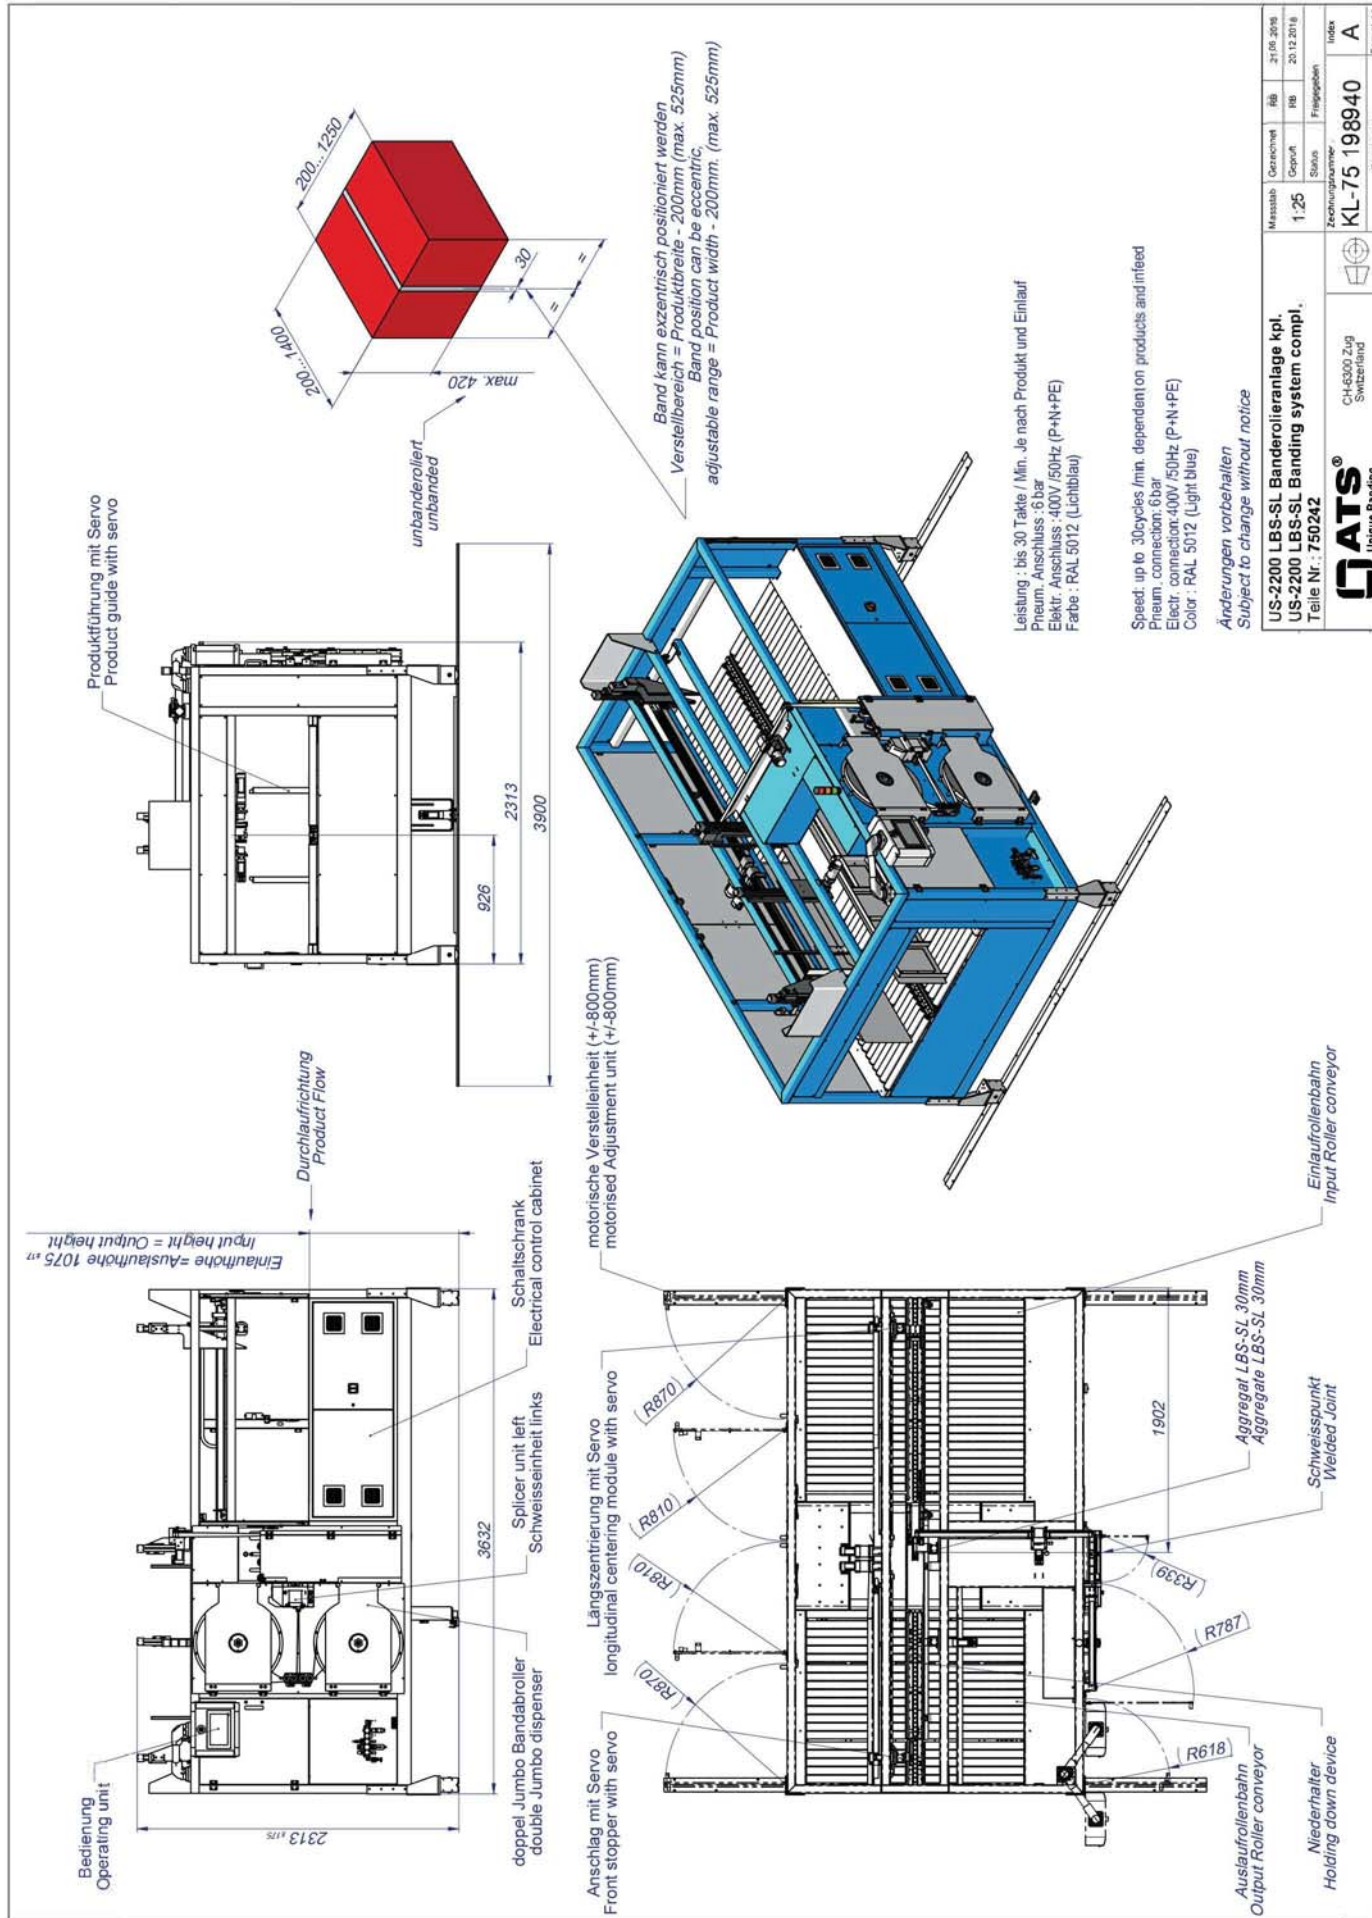 Bedienung
Operating unit
2313 ±175
doppel Jumbo Bandabroller
double Jumbo dispenser
Splicer unit left
Schweisseinheit links
3632
Schaltschrank
Electrical control cabinet
Einlaufhöhe =Auslaufhöhe 1075 ±17
Input height = Output height
Durchlaufrichtung
Product Flow
Produktführung mit Servo
Product guide with servo
926
2313
3900
unbanderoliert
unbanded
200...1400
200...1250
max. 420
30
=
=
Band kann exzentrisch positioniert werden
Verstellbereich = Produktbreite - 200mm (max. 525mm)
Band position can be eccentric,
adjustable range = Product width - 200mm. (max. 525mm)
Anschlag mit Servo
Front stopper with servo
Längszentrierung mit Servo
longitudinal centering module with servo
motorische Verstelleinheit (+/-800mm)
motorised Adjustment unit (+/-800mm)
(R870)
(R810)
(R810)
(R870)
(R618)
(R787)
(R339)
1902
Auslaufrollenbahn
Output Roller conveyor
Niederhalter
Holding down device
Schweisspunkt
Welded Joint
Aggregat LBS-SL 30mm
Aggregate LBS-SL 30mm
Einlaufrollenbahn
Input Roller conveyor
Leistung : bis 30 Takte / Min. Je nach Produkt und Einlauf
Pneum. Anschluss : 6 bar
Elektr. Anschluss : 400V /50Hz (P+N+PE)
Farbe : RAL 5012 (Lichtblau)
Speed: up to 30cycles /min. dependent on products and infeed
Pneum. connection: 6bar
Electr. connection: 400V /50Hz (P+N+PE)
Color : RAL 5012 (Light blue)
Änderungen vorbehalten
Subject to change without notice
US-2200 LBS-SL Banderolieranlage kpl.
US-2200 LBS-SL Banding system compl.
Teile Nr.: 750242
Massstab
1:25
Gezeichnet RB 21.06.2016
Geprüft RB 20.12.2018
Status Freigegeben
ATS®
Unique Banding
CH-6300 Zug
Switzerland
Zeichnungsnummer
KL-75 198940
Index
A